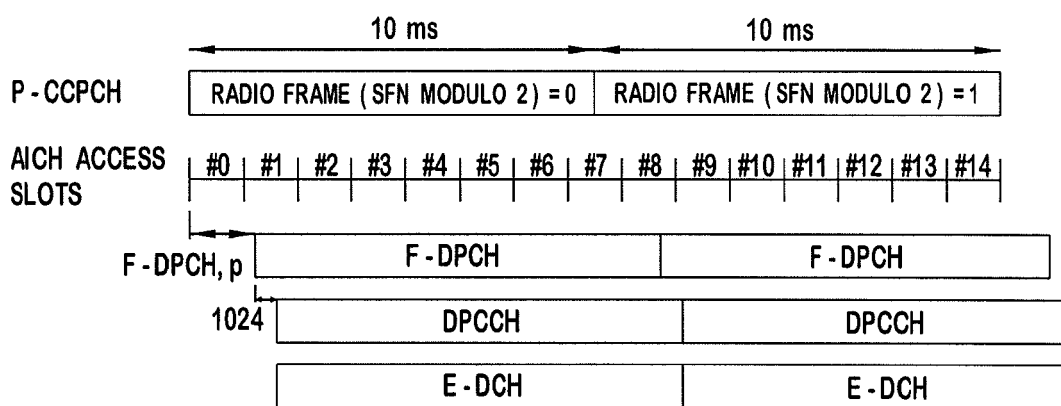 10 ms 10 ms
P-CCPCH RADIO FRAME (SFN MODULO 2) = 0 RADIO FRAME (SFN MODULO 2) = 1
AICH ACCESS #0 #1 #2 #3 #4 #5 #6 #7 #8 #9 #10 #11 #12 #13 #14
SLOTS
F-DPCH, p F-DPCH F-DPCH
1024 DPCCH DPCCH
E-DCH E-DCH